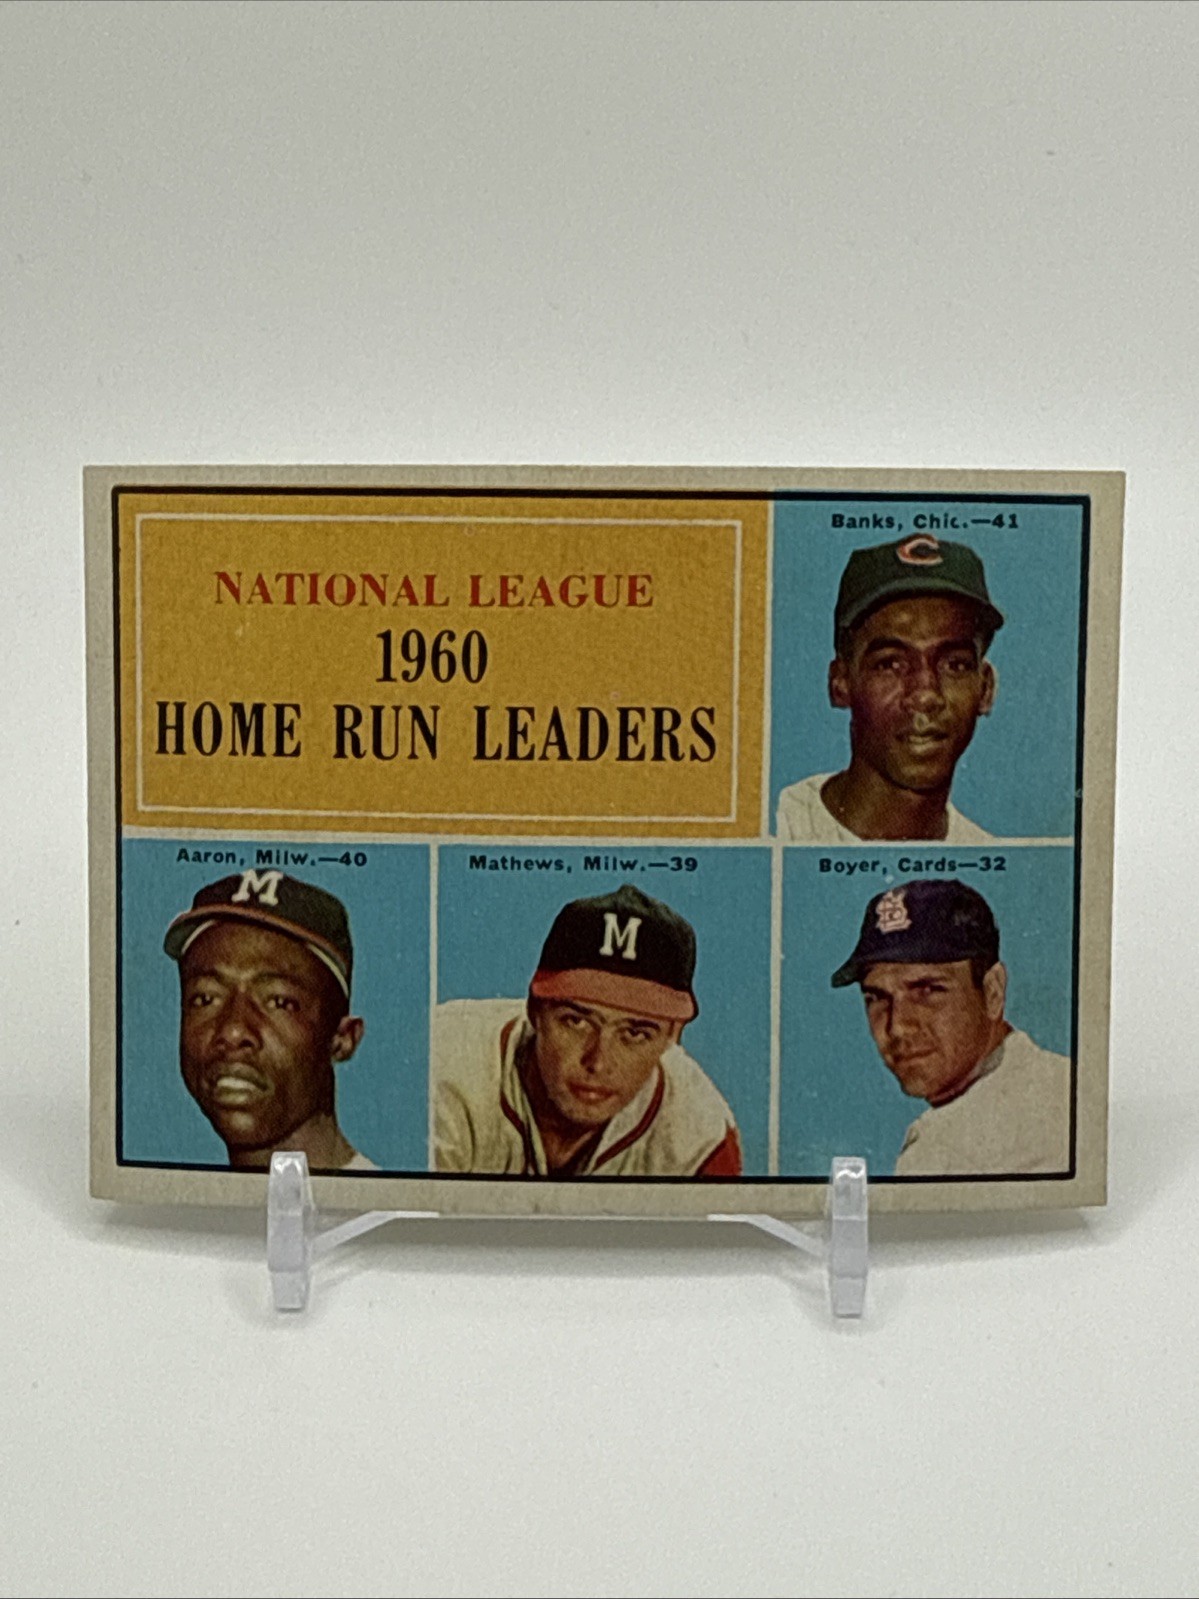 NATIONAL LEAGUE
1960
HOME RUN LEADERS
Banks, Chic.—41
C
Aaron, Milw.—40
M
Mathews, Milw.—39
M
Boyer, Cards—32